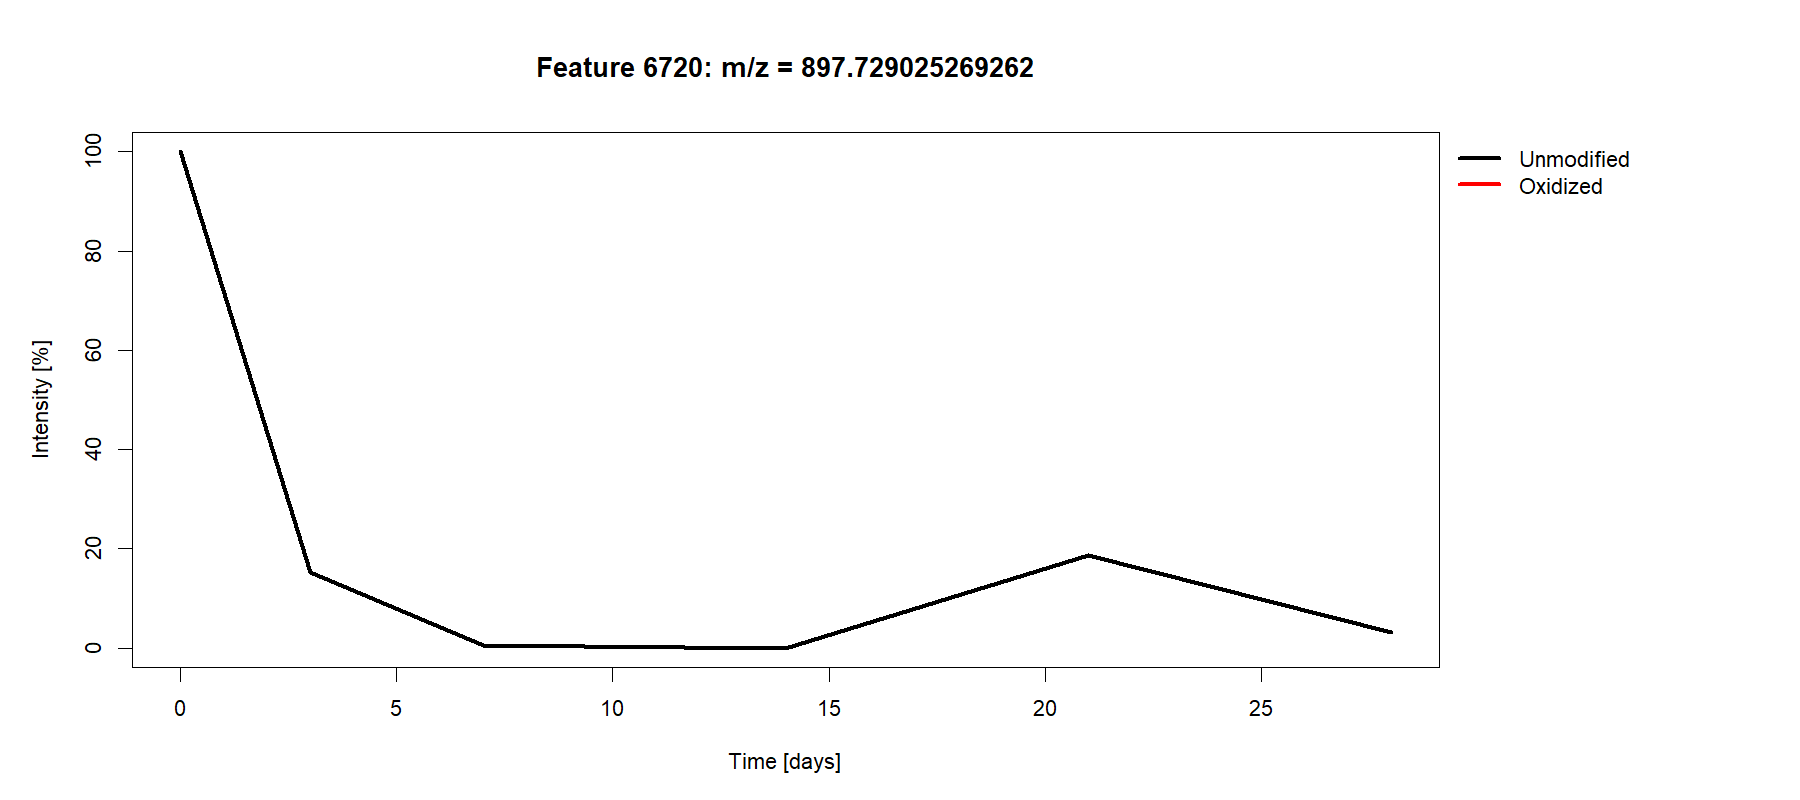 Feature 6720: m/z = 897.729025269262
Unmodified
Oxidized
100
80
60
40
20
0
Intensity [%]
0 5 10 15 20 25
Time [days]